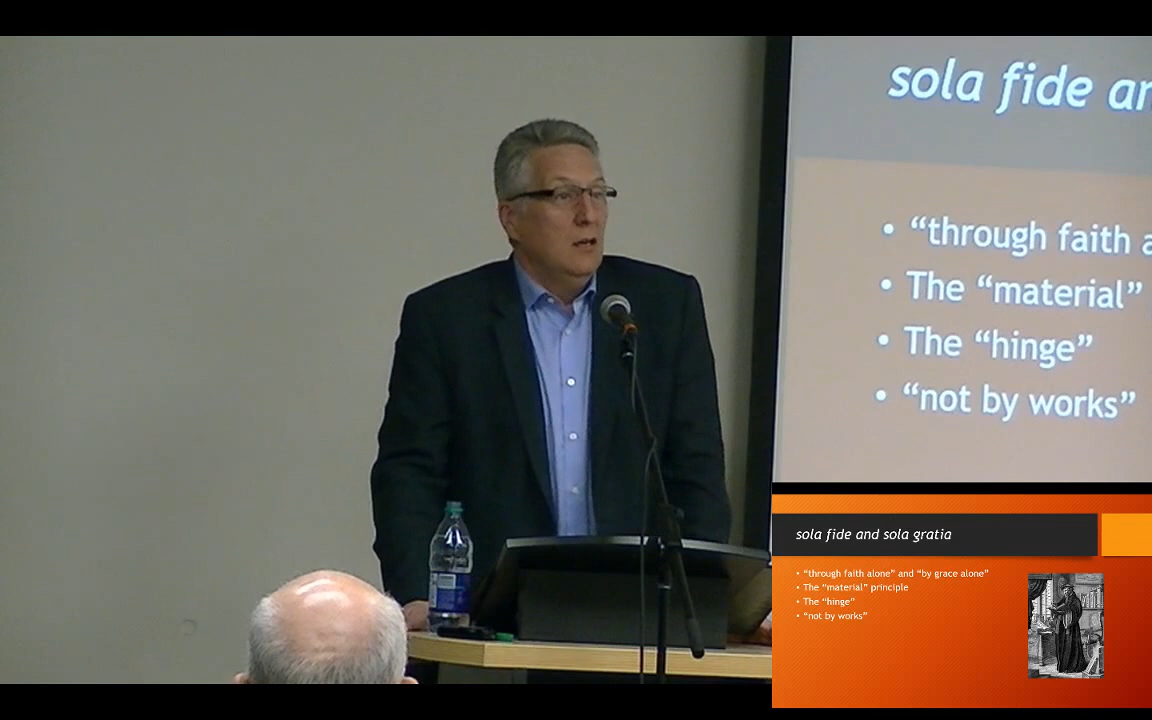 sola fide an
• “through faith a
• The “material”
• The “hinge”
• “not by works”
sola fide and sola gratia
• “through faith alone” and “by grace alone”
• The “material” principle
• The “hinge”
• “not by works”